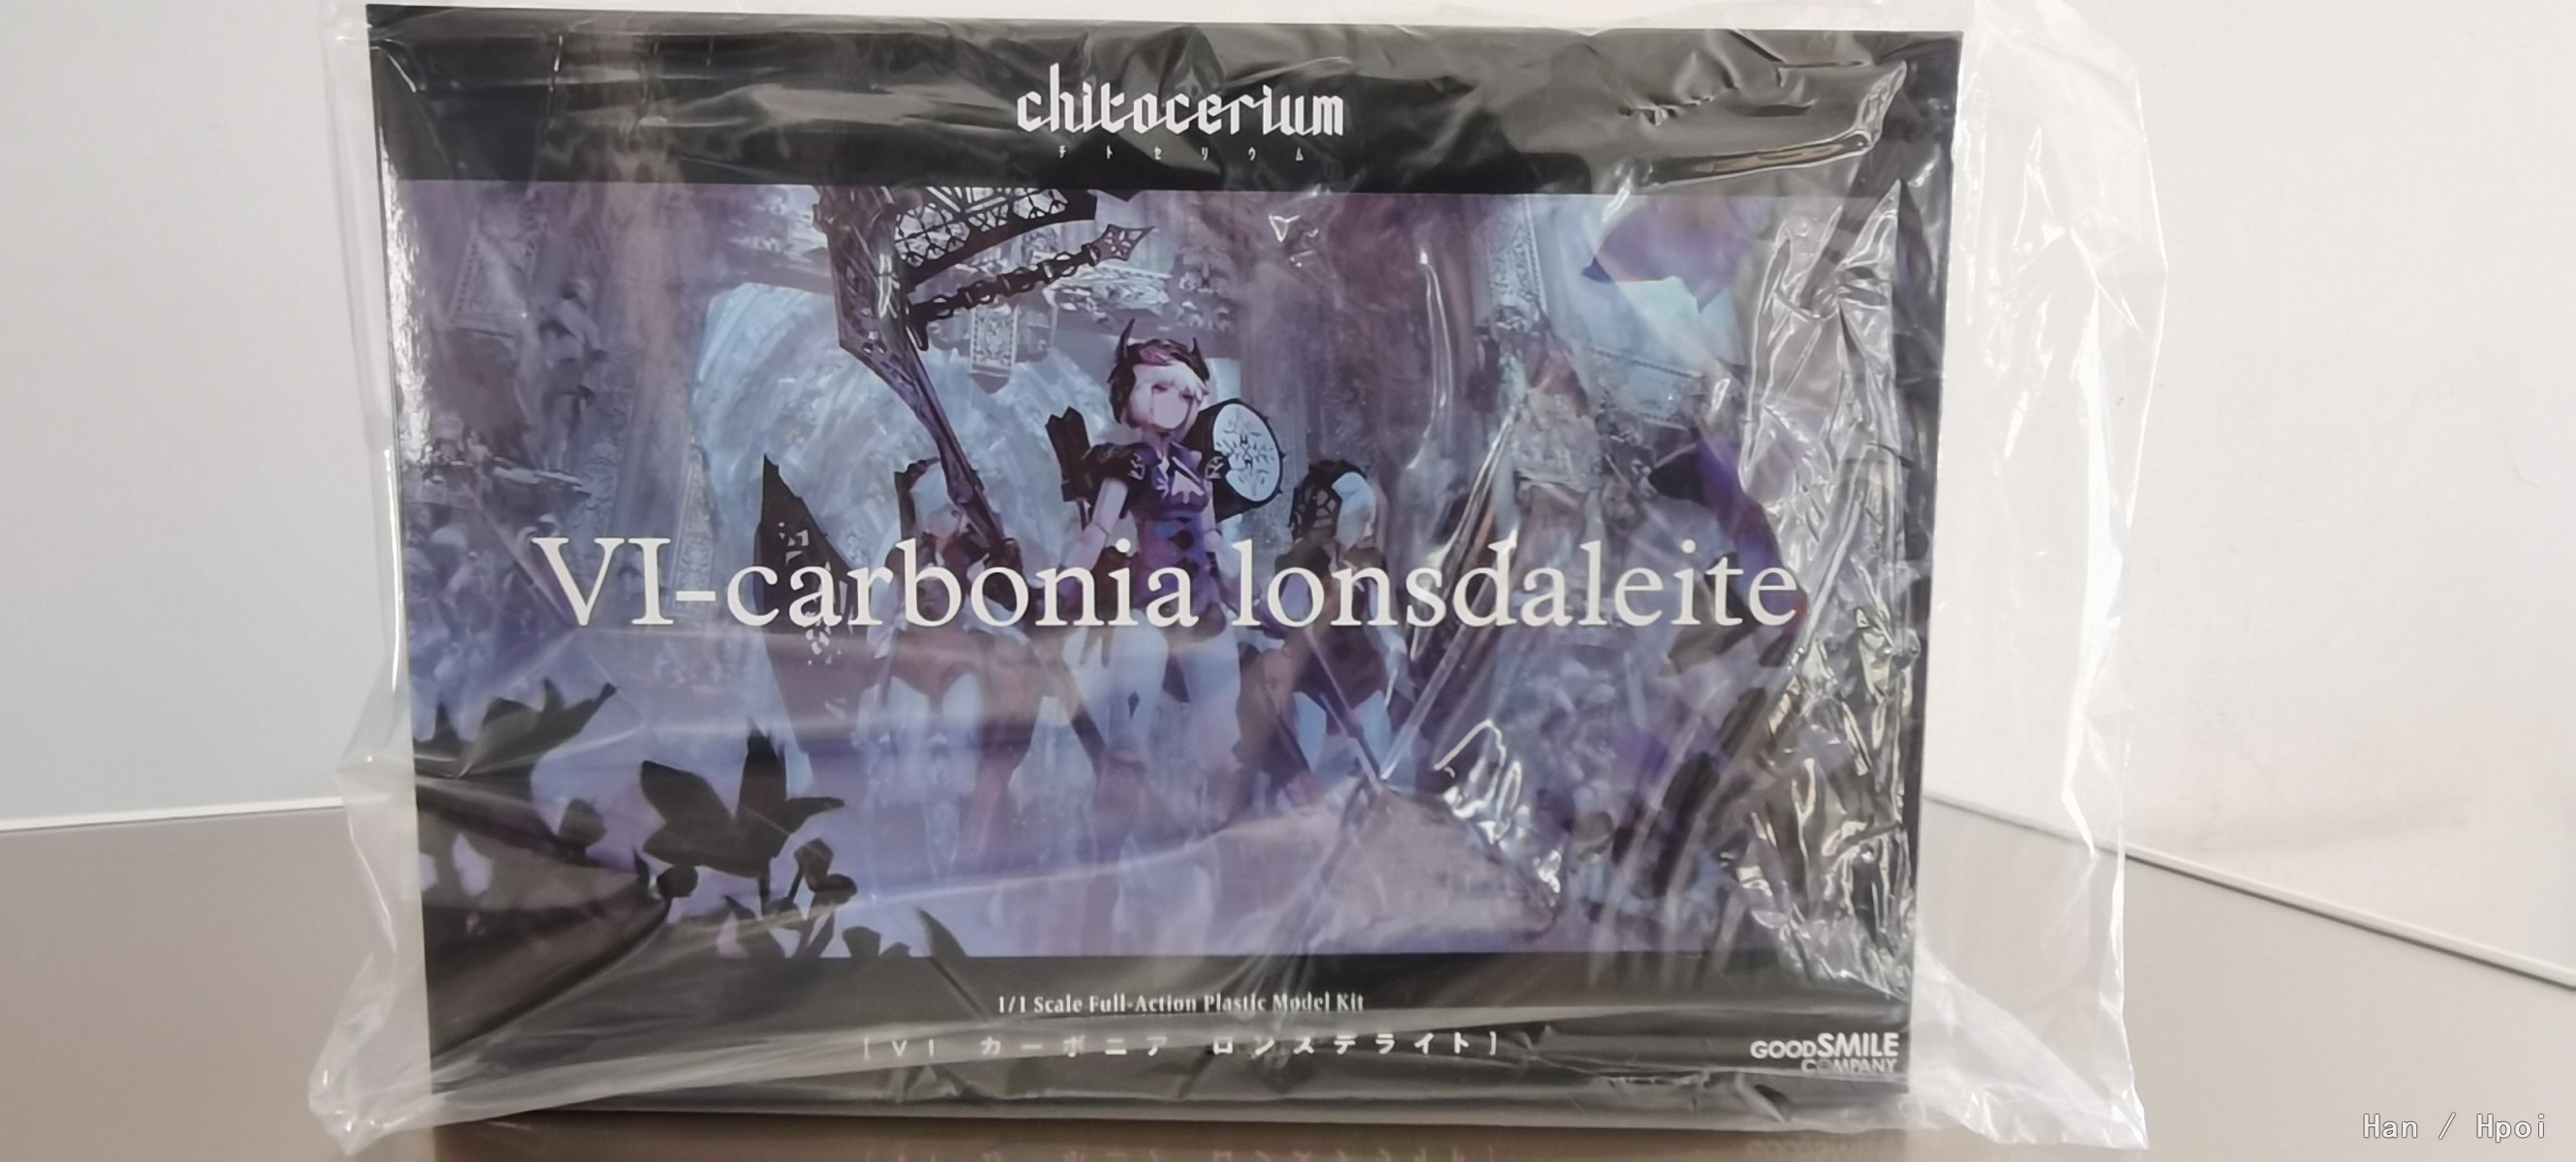 chitocerium
チトセリウム
VI-carbonia lonsdaleite
1/1 Scale Full-Action Plastic Model Kit
[VI カーボニア ロンズデライト]
GOODSMILE
COMPANY
Han / Hpoi